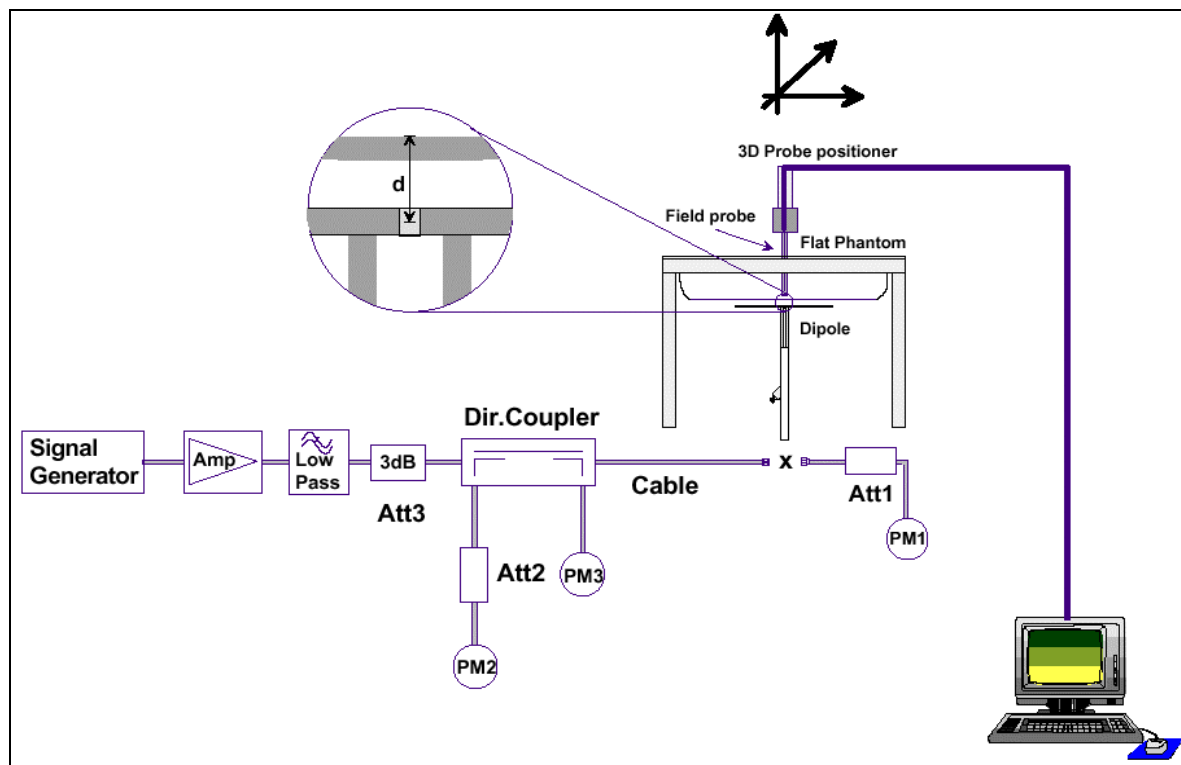 3D Probe positioner
d
Field probe
Flat Phantom
Dipole
Dir.Coupler
Signal
Generator
Amp
Low
Pass
3dB
Att3
Cable
x
Att1
PM1
Att2
PM3
PM2